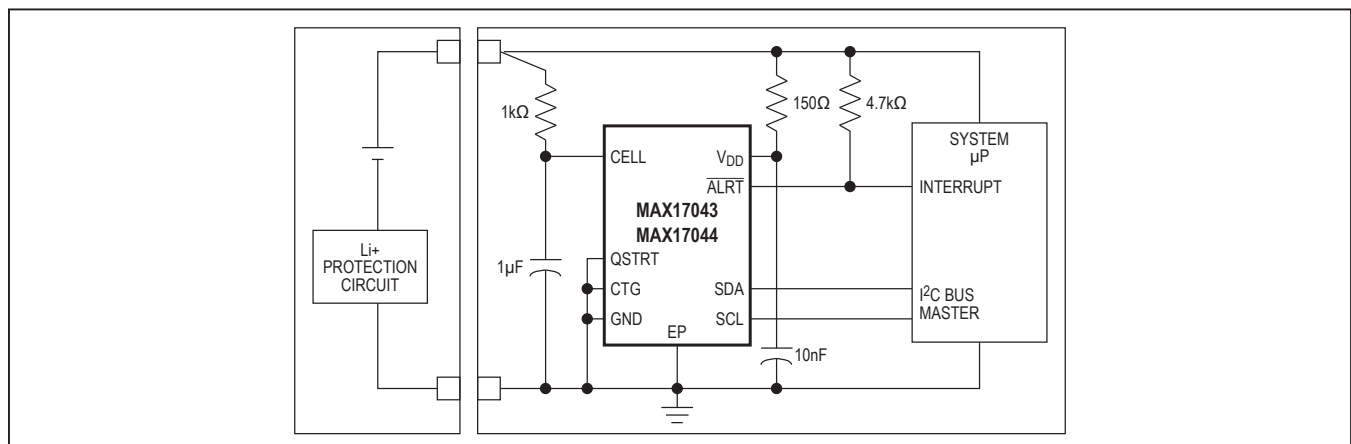 Li+
PROTECTION
CIRCUIT
1kΩ
1µF
CELL
QSTRT
CTG
GND
MAX17043
MAX17044
EP
VDD
ALRT
SDA
SCL
150Ω
4.7kΩ
10nF
SYSTEM
µP
INTERRUPT
I²C BUS
MASTER